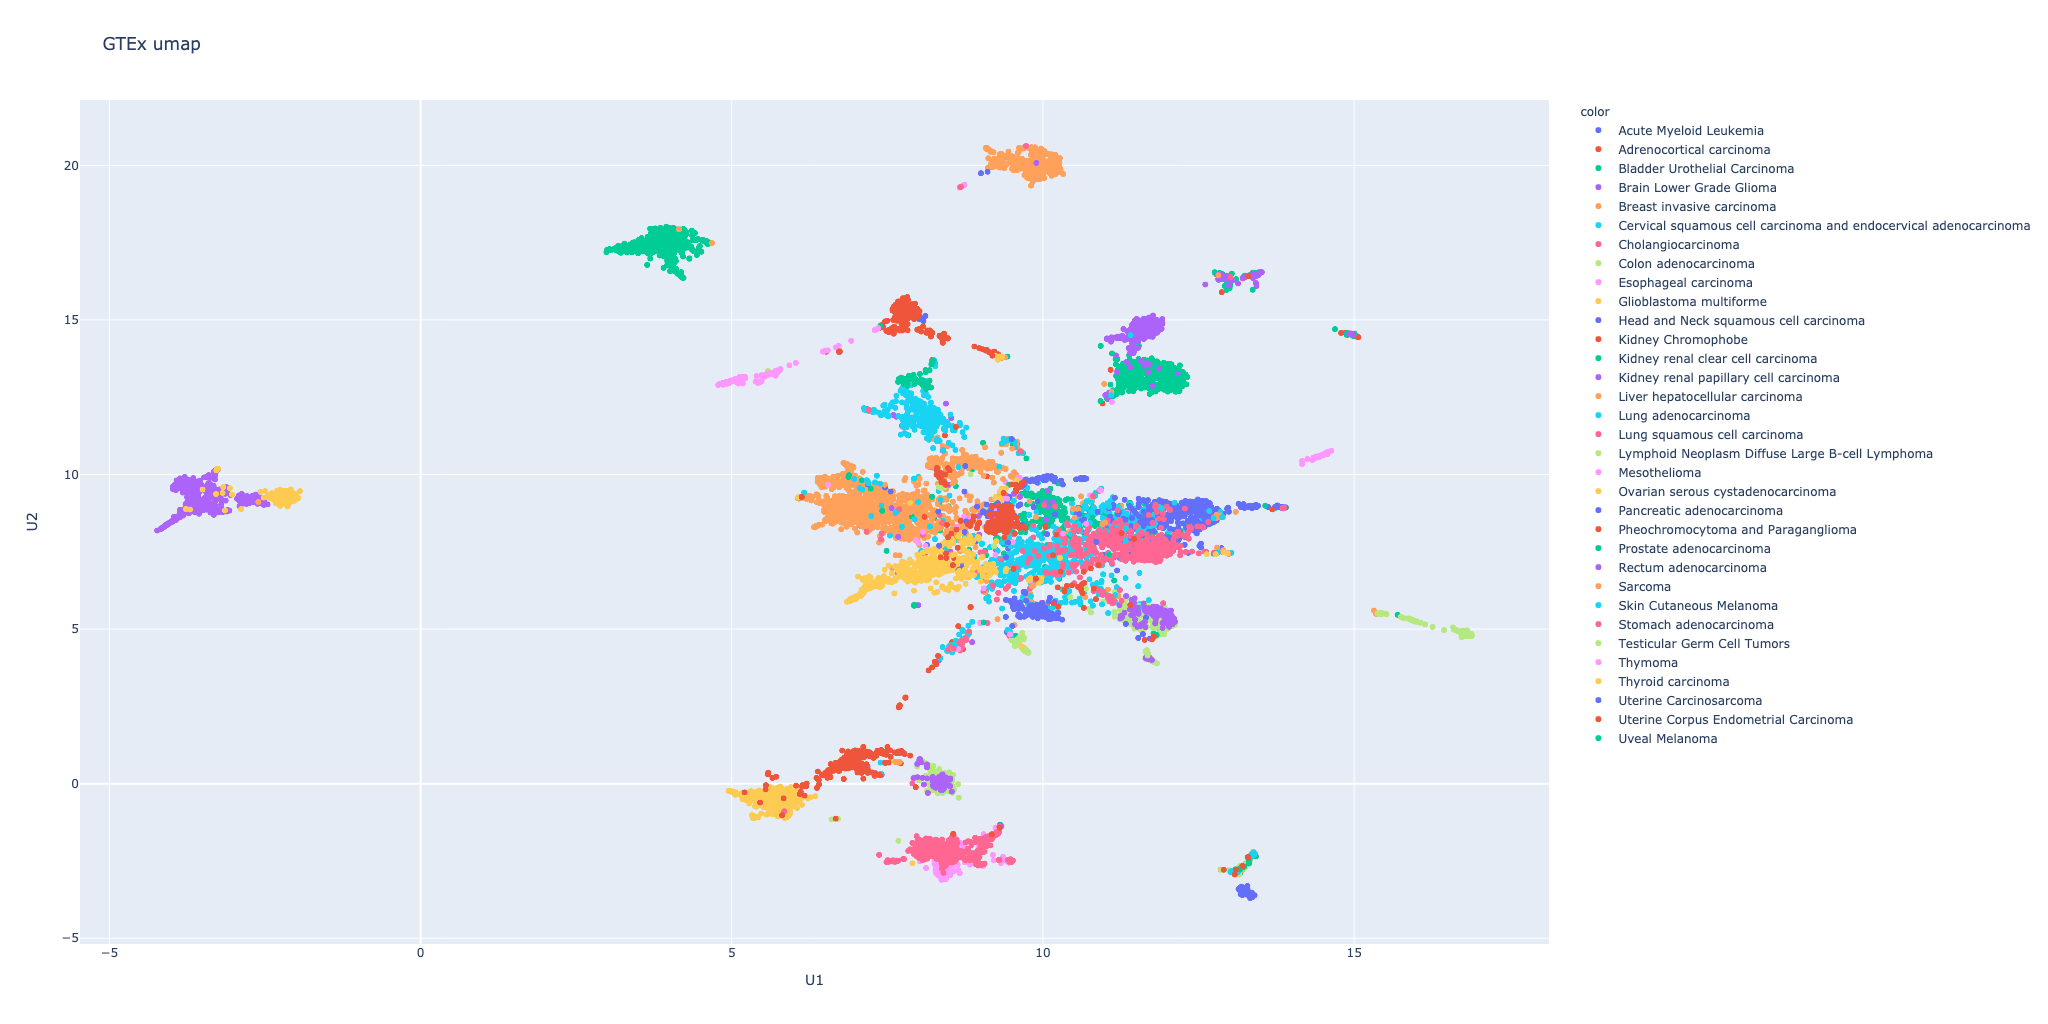 GTEx umap
color
Acute Myeloid Leukemia
Adrenocortical carcinoma
Bladder Urothelial Carcinoma
Brain Lower Grade Glioma
Breast invasive carcinoma
Cervical squamous cell carcinoma and endocervical adenocarcinoma
Cholangiocarcinoma
Colon adenocarcinoma
Esophageal carcinoma
Glioblastoma multiforme
Head and Neck squamous cell carcinoma
Kidney Chromophobe
Kidney renal clear cell carcinoma
Kidney renal papillary cell carcinoma
Liver hepatocellular carcinoma
Lung adenocarcinoma
Lung squamous cell carcinoma
Lymphoid Neoplasm Diffuse Large B-cell Lymphoma
Mesothelioma
Ovarian serous cystadenocarcinoma
Pancreatic adenocarcinoma
Pheochromocytoma and Paraganglioma
Prostate adenocarcinoma
Rectum adenocarcinoma
Sarcoma
Skin Cutaneous Melanoma
Stomach adenocarcinoma
Testicular Germ Cell Tumors
Thymoma
Thyroid carcinoma
Uterine Carcinosarcoma
Uterine Corpus Endometrial Carcinoma
Uveal Melanoma
20
15
10
5
0
−5
U2
−5
0
5
10
15
U1